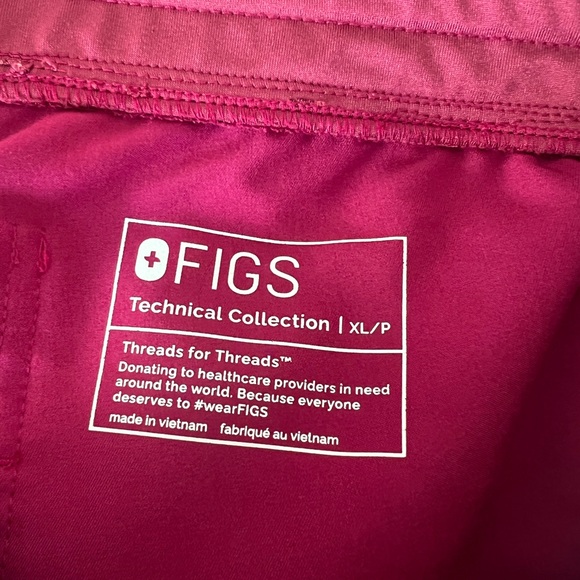 FIGS
Technical Collection | XL/P
Threads for Threads™
Donating to healthcare providers in need
around the world. Because everyone
deserves to #wearFIGS
made in vietnam fabriqué au vietnam